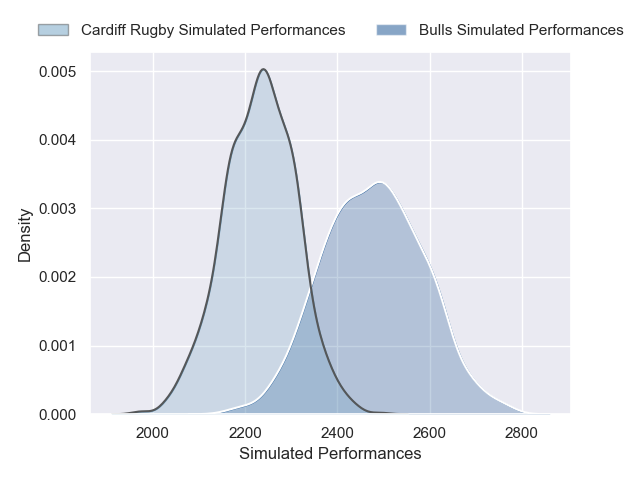 Cardiff Rugby Simulated Performances
Bulls Simulated Performances
0.005
0.004
0.003
0.002
0.001
0.000
Density
2000
2200
2400
2600
2800
Simulated Performances